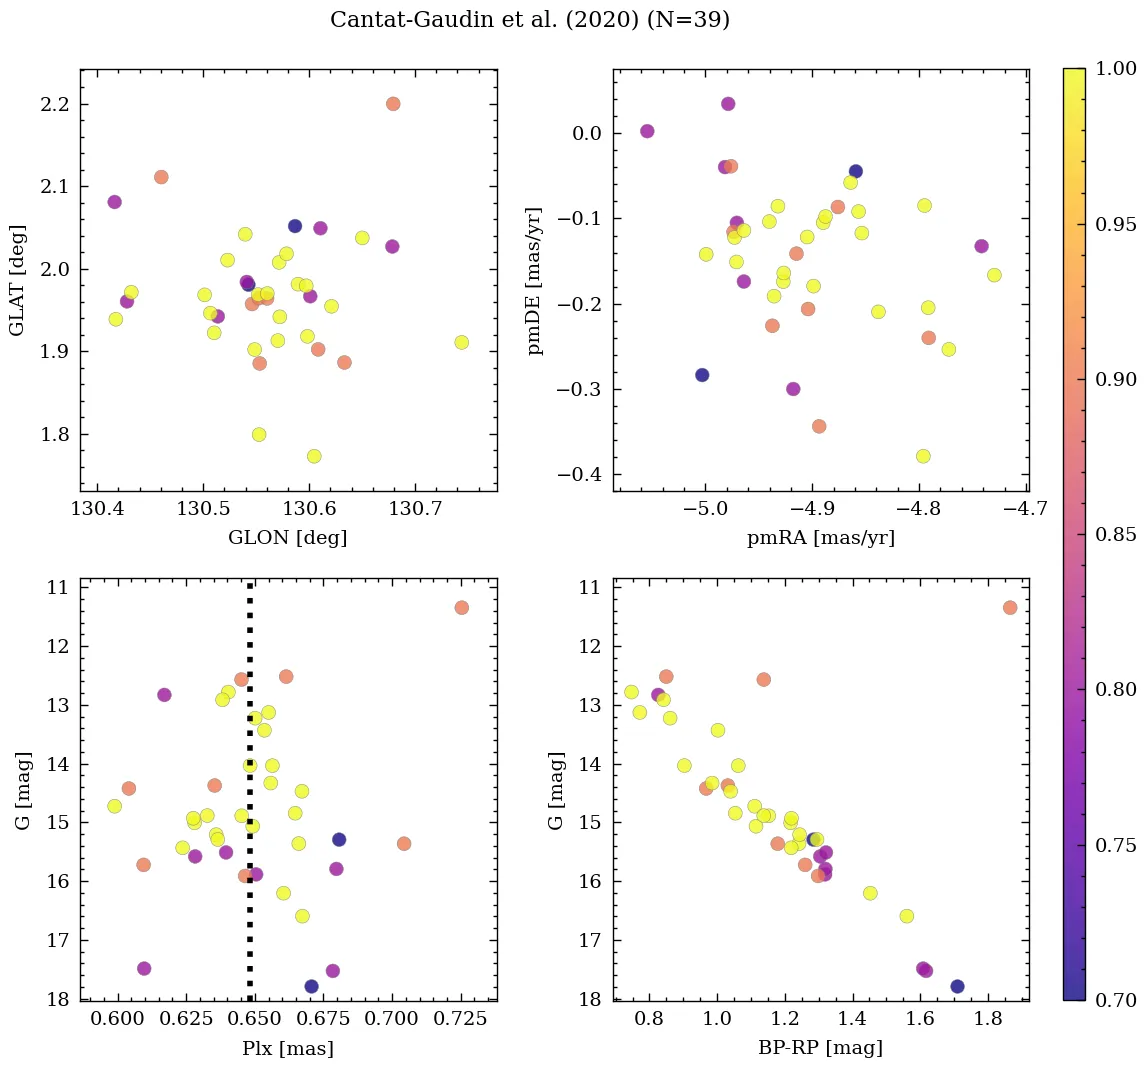 Cantat-Gaudin et al. (2020) (N=39)
2.2
2.1
2.0
1.9
1.8
GLAT [deg]
130.4 130.5 130.6 130.7
GLON [deg]
0.0
−0.1
−0.2
−0.3
−0.4
pmDE [mas/yr]
−5.0 −4.9 −4.8 −4.7
pmRA [mas/yr]
11
12
13
14
15
16
17
18
G [mag]
0.600 0.625 0.650 0.675 0.700 0.725
Plx [mas]
11
12
13
14
15
16
17
18
G [mag]
0.8 1.0 1.2 1.4 1.6 1.8
BP-RP [mag]
1.00
0.95
0.90
0.85
0.80
0.75
0.70